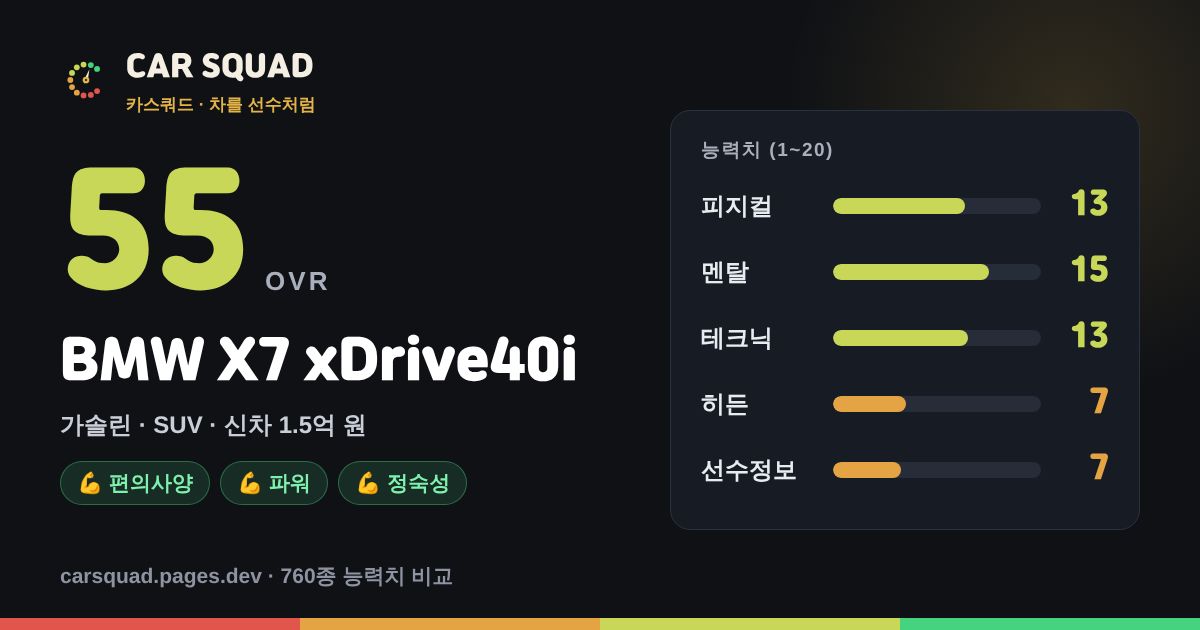 CAR SQUAD
카스쿼드 · 차를 선수처럼
55 OVR
BMW X7 xDrive40i
가솔린 · SUV · 신차 1.5억 원
💪 편의사양 💪 파워 💪 정숙성
carsquad.pages.dev · 760종 능력치 비교
능력치 (1~20)
피지컬 13
멘탈 15
테크닉 13
히든 7
선수정보 7